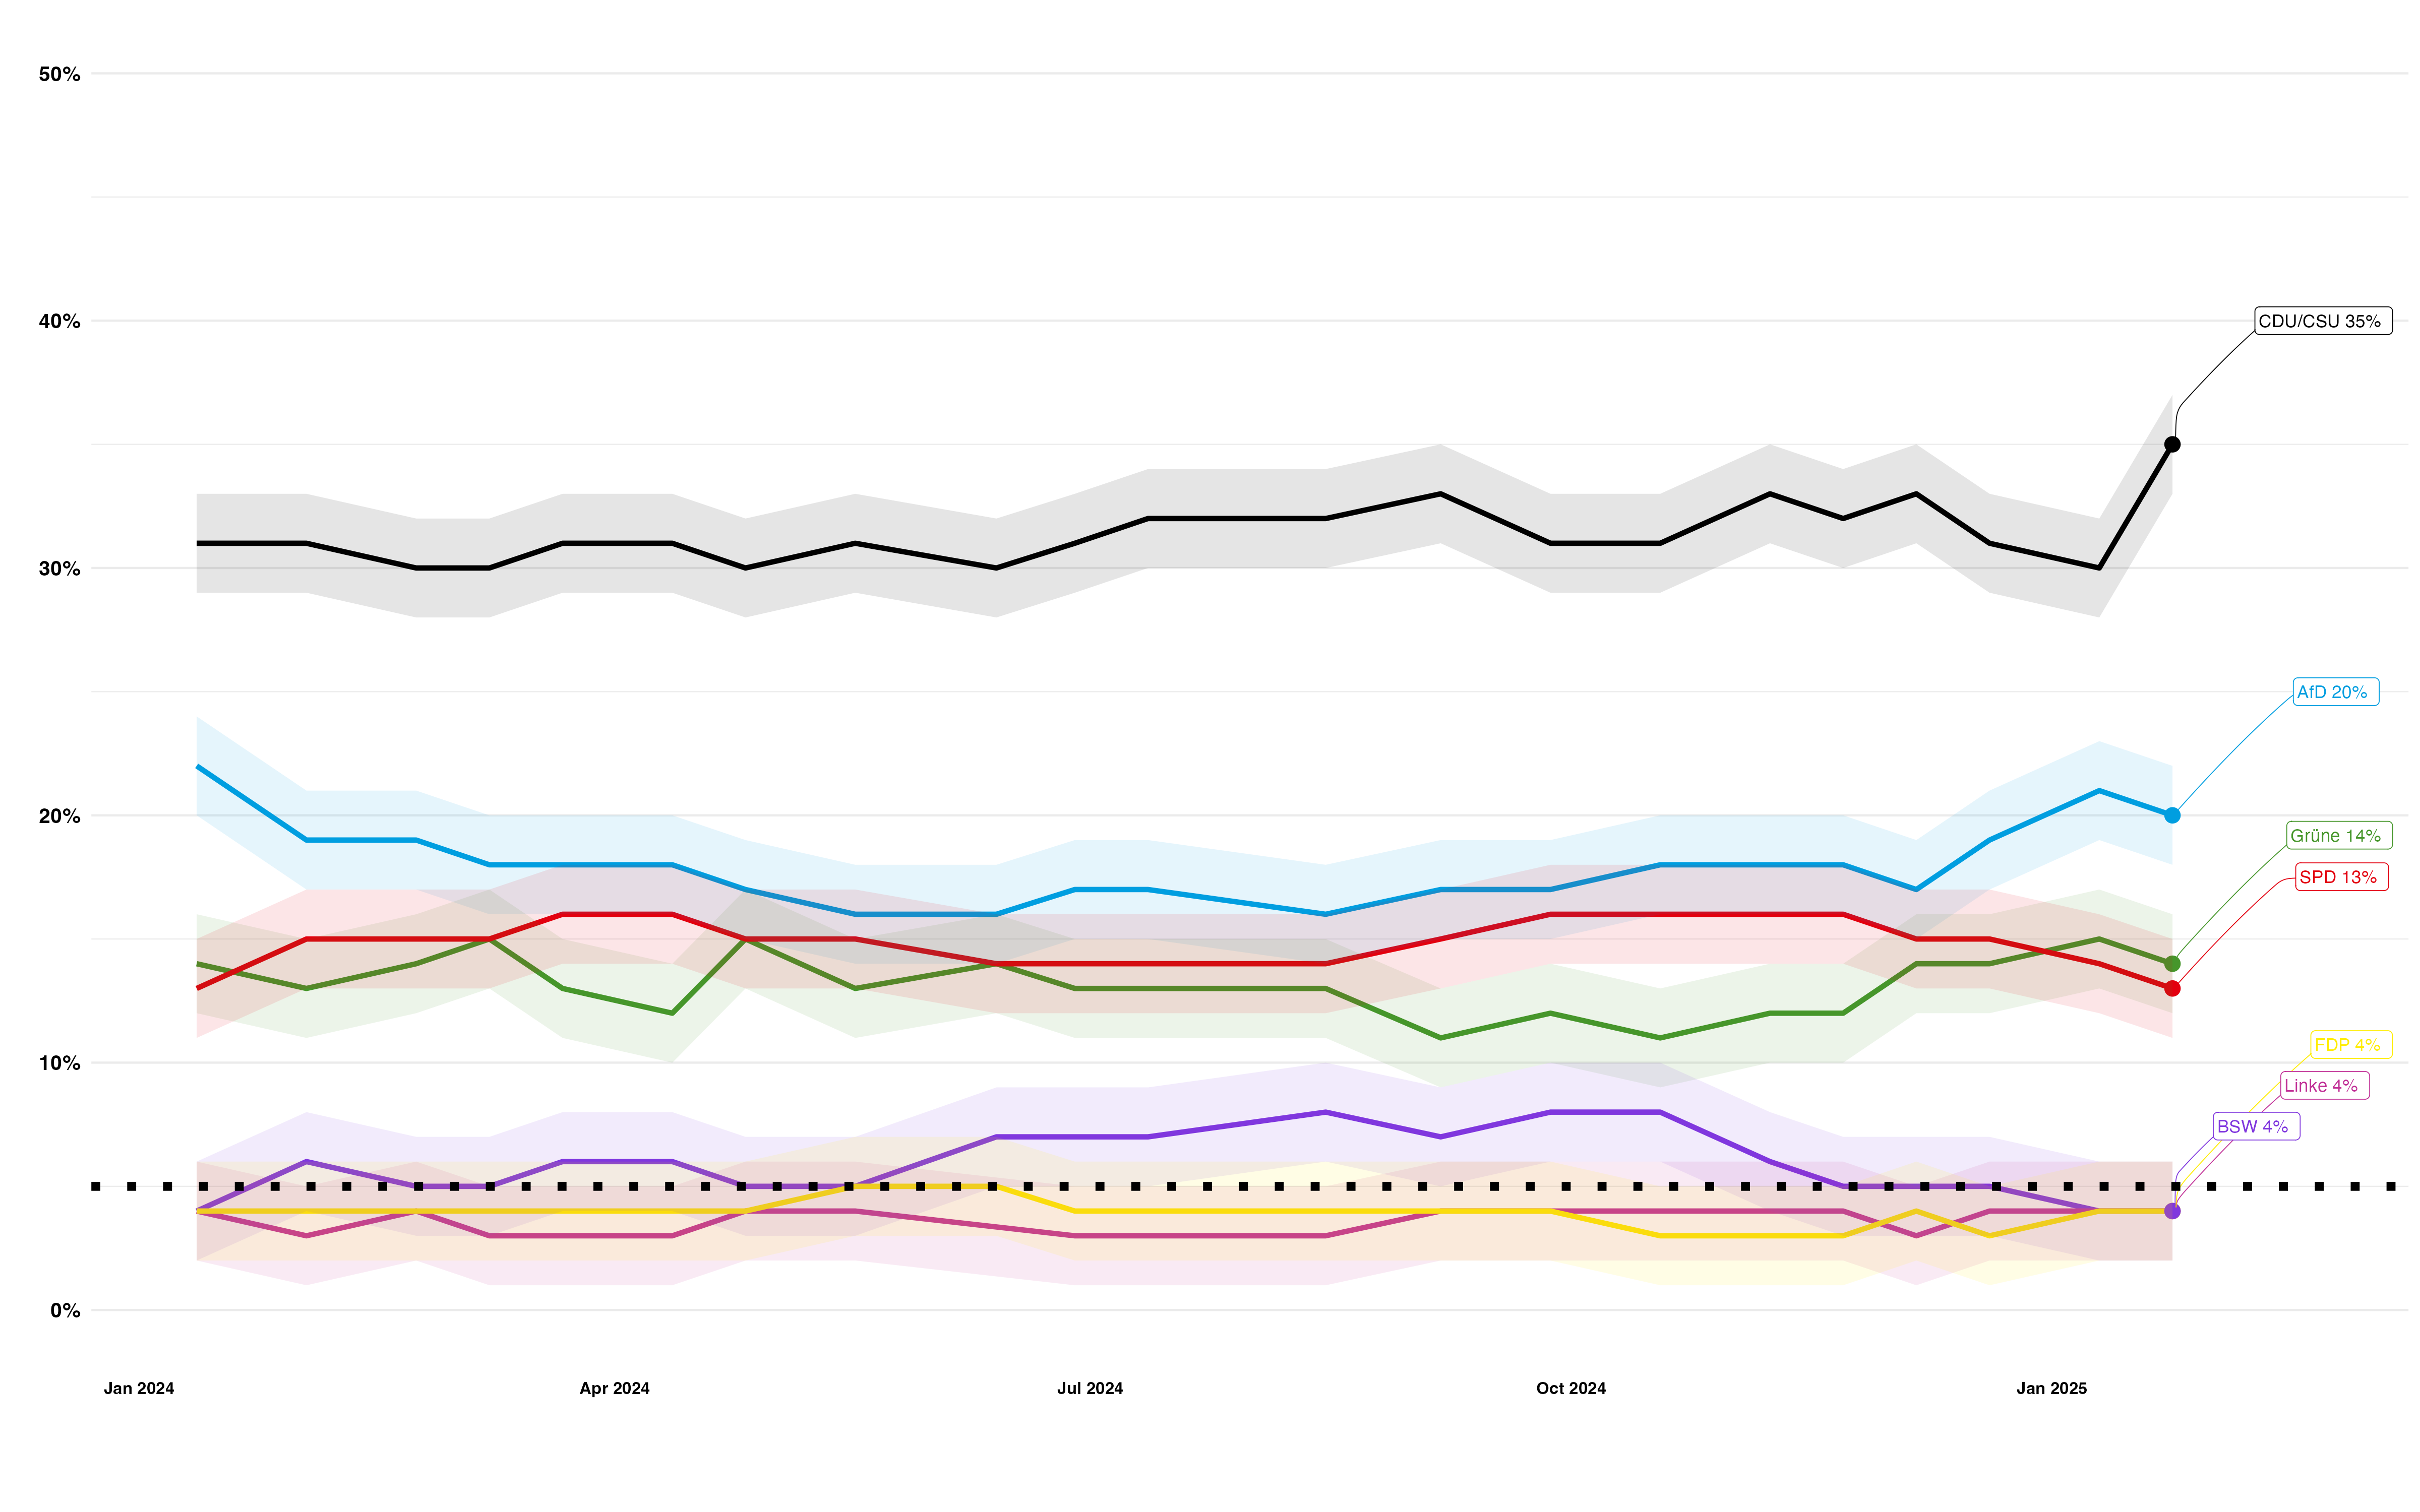 50%
40%
30%
20%
10%
0%
CDU/CSU 35%
AfD 20%
Grüne 14%
SPD 13%
FDP 4%
Linke 4%
BSW 4%
Jan 2024
Apr 2024
Jul 2024
Oct 2024
Jan 2025